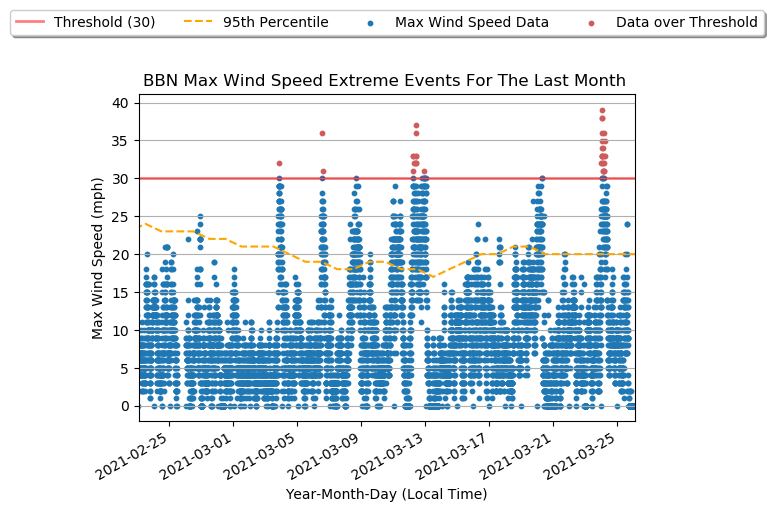 Threshold (30) 95th Percentile Max Wind Speed Data Data over Threshold
BBN Max Wind Speed Extreme Events For The Last Month
Max Wind Speed (mph)
40
35
30
25
20
15
10
5
0
2021-02-25 2021-03-01 2021-03-05 2021-03-09 2021-03-13 2021-03-17 2021-03-21 2021-03-25
Year-Month-Day (Local Time)